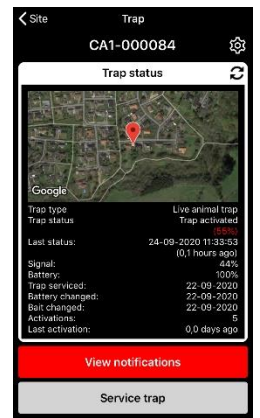 Site Trap
CA1-000084
Trap status
Google
Trap type Live animal trap
Trap status Trap activated
(55%)
Last status: 24-09-2020 11:33:53
(0,1 hours ago)
Signal: 44%
Battery: 100%
Trap serviced: 22-09-2020
Battery changed: 22-09-2020
Bait changed: 22-09-2020
Activations: 5
Last activation: 0,0 days ago
View notifications
Service trap